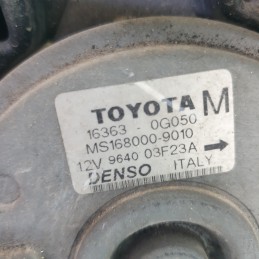 TOYOTA M
16363 - 0G050
MS168000-9010
12V 9640 03F23A →
DENSO ITALY